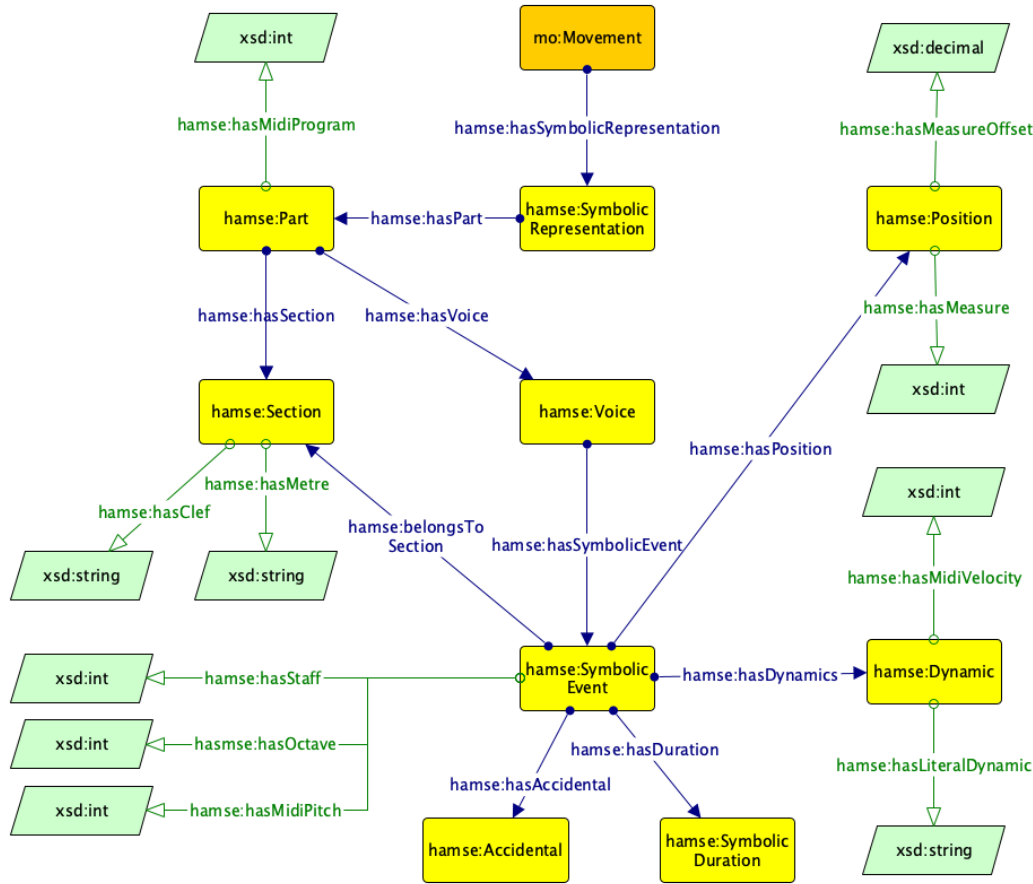 xsd:int
mo:Movement
xsd:decimal
hamse:hasMidiProgram
hamse:hasSymbolicRepresentation
hamse:hasMeasureOffset
hamse:Part
hamse:hasPart
hamse:Symbolic
Representation
hamse:Position
hamse:hasSection
hamse:hasVoice
hamse:hasMeasure
xsd:int
hamse:Section
hamse:Voice
hamse:hasPosition
hamse:hasMetre
hamse:hasClef
xsd:int
hamse:belongsTo
Section
hamse:hasSymbolicEvent
xsd:string
xsd:string
hamse:hasMidiVelocity
xsd:int
hamse:hasStaff
hamse:Symbolic
Event
hamse:hasDynamics
hamse:Dynamic
xsd:int
hasmse:hasOctave
hamse:hasDuration
hamse:hasLiteralDynamic
hamse:hasAccidental
xsd:int
hamse:hasMidiPitch
hamse:Accidental
hamse:Symbolic
Duration
xsd:string